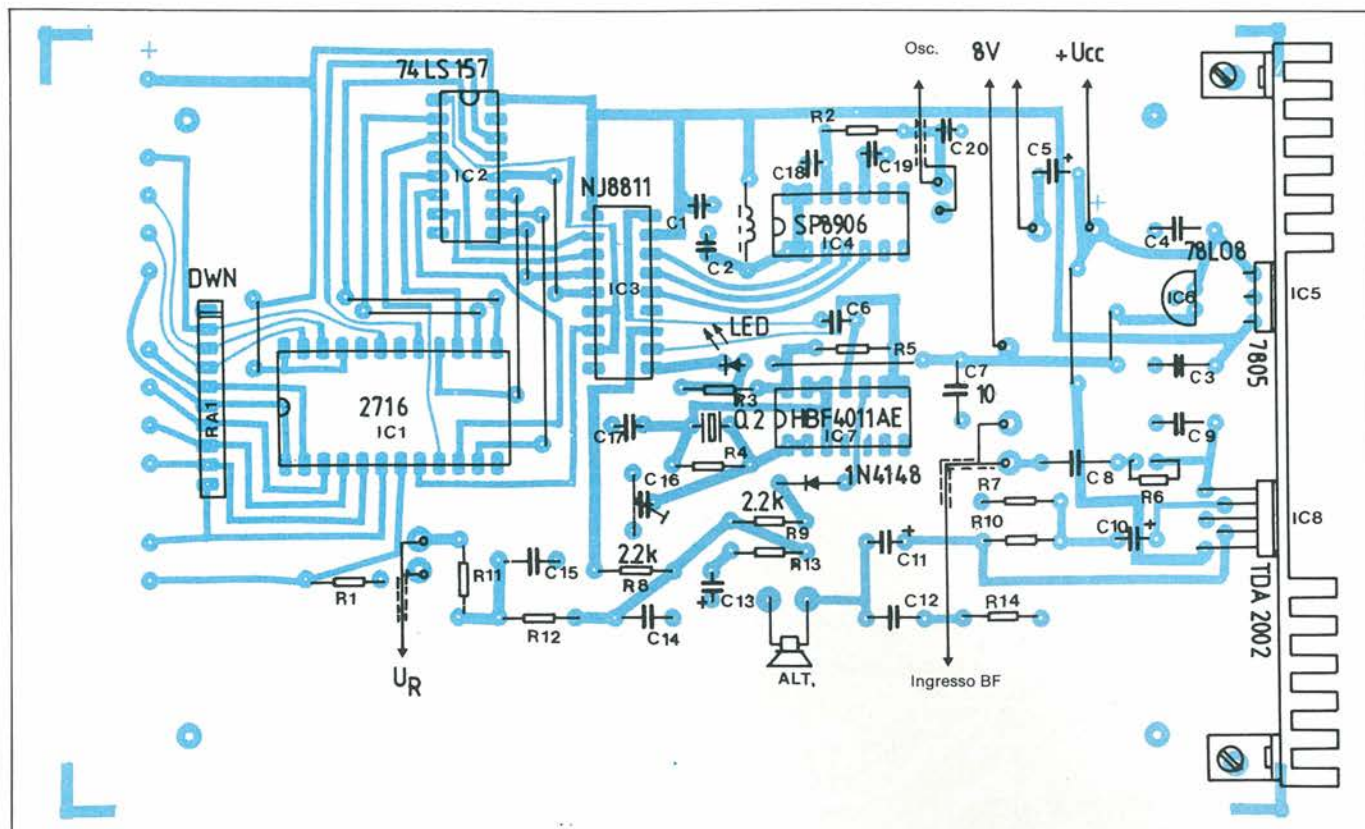 Osc.
8V
+Ucc
+
74LS157
R2
C20
C5
+
C18
C19
IC2
NJ8811
C1
SP8906
+
IC4
C4
C2
78L08
DWN
IC6
IC5
IC3
LED
C6
R5
7805
C7
C3
10
R3
RA1
2716
IC1
Q2
HBF4011AE
IC7
C17
C9
R4
C16
1N4148
C8
R6
R7
2.2k
R9
R10
C10
+
IC8
C11
+
2.2k
R13
C15
R11
R1
R8
C13
+
TDA 2002
C12
R14
R12
C14
UR
ALT,
Ingresso BF